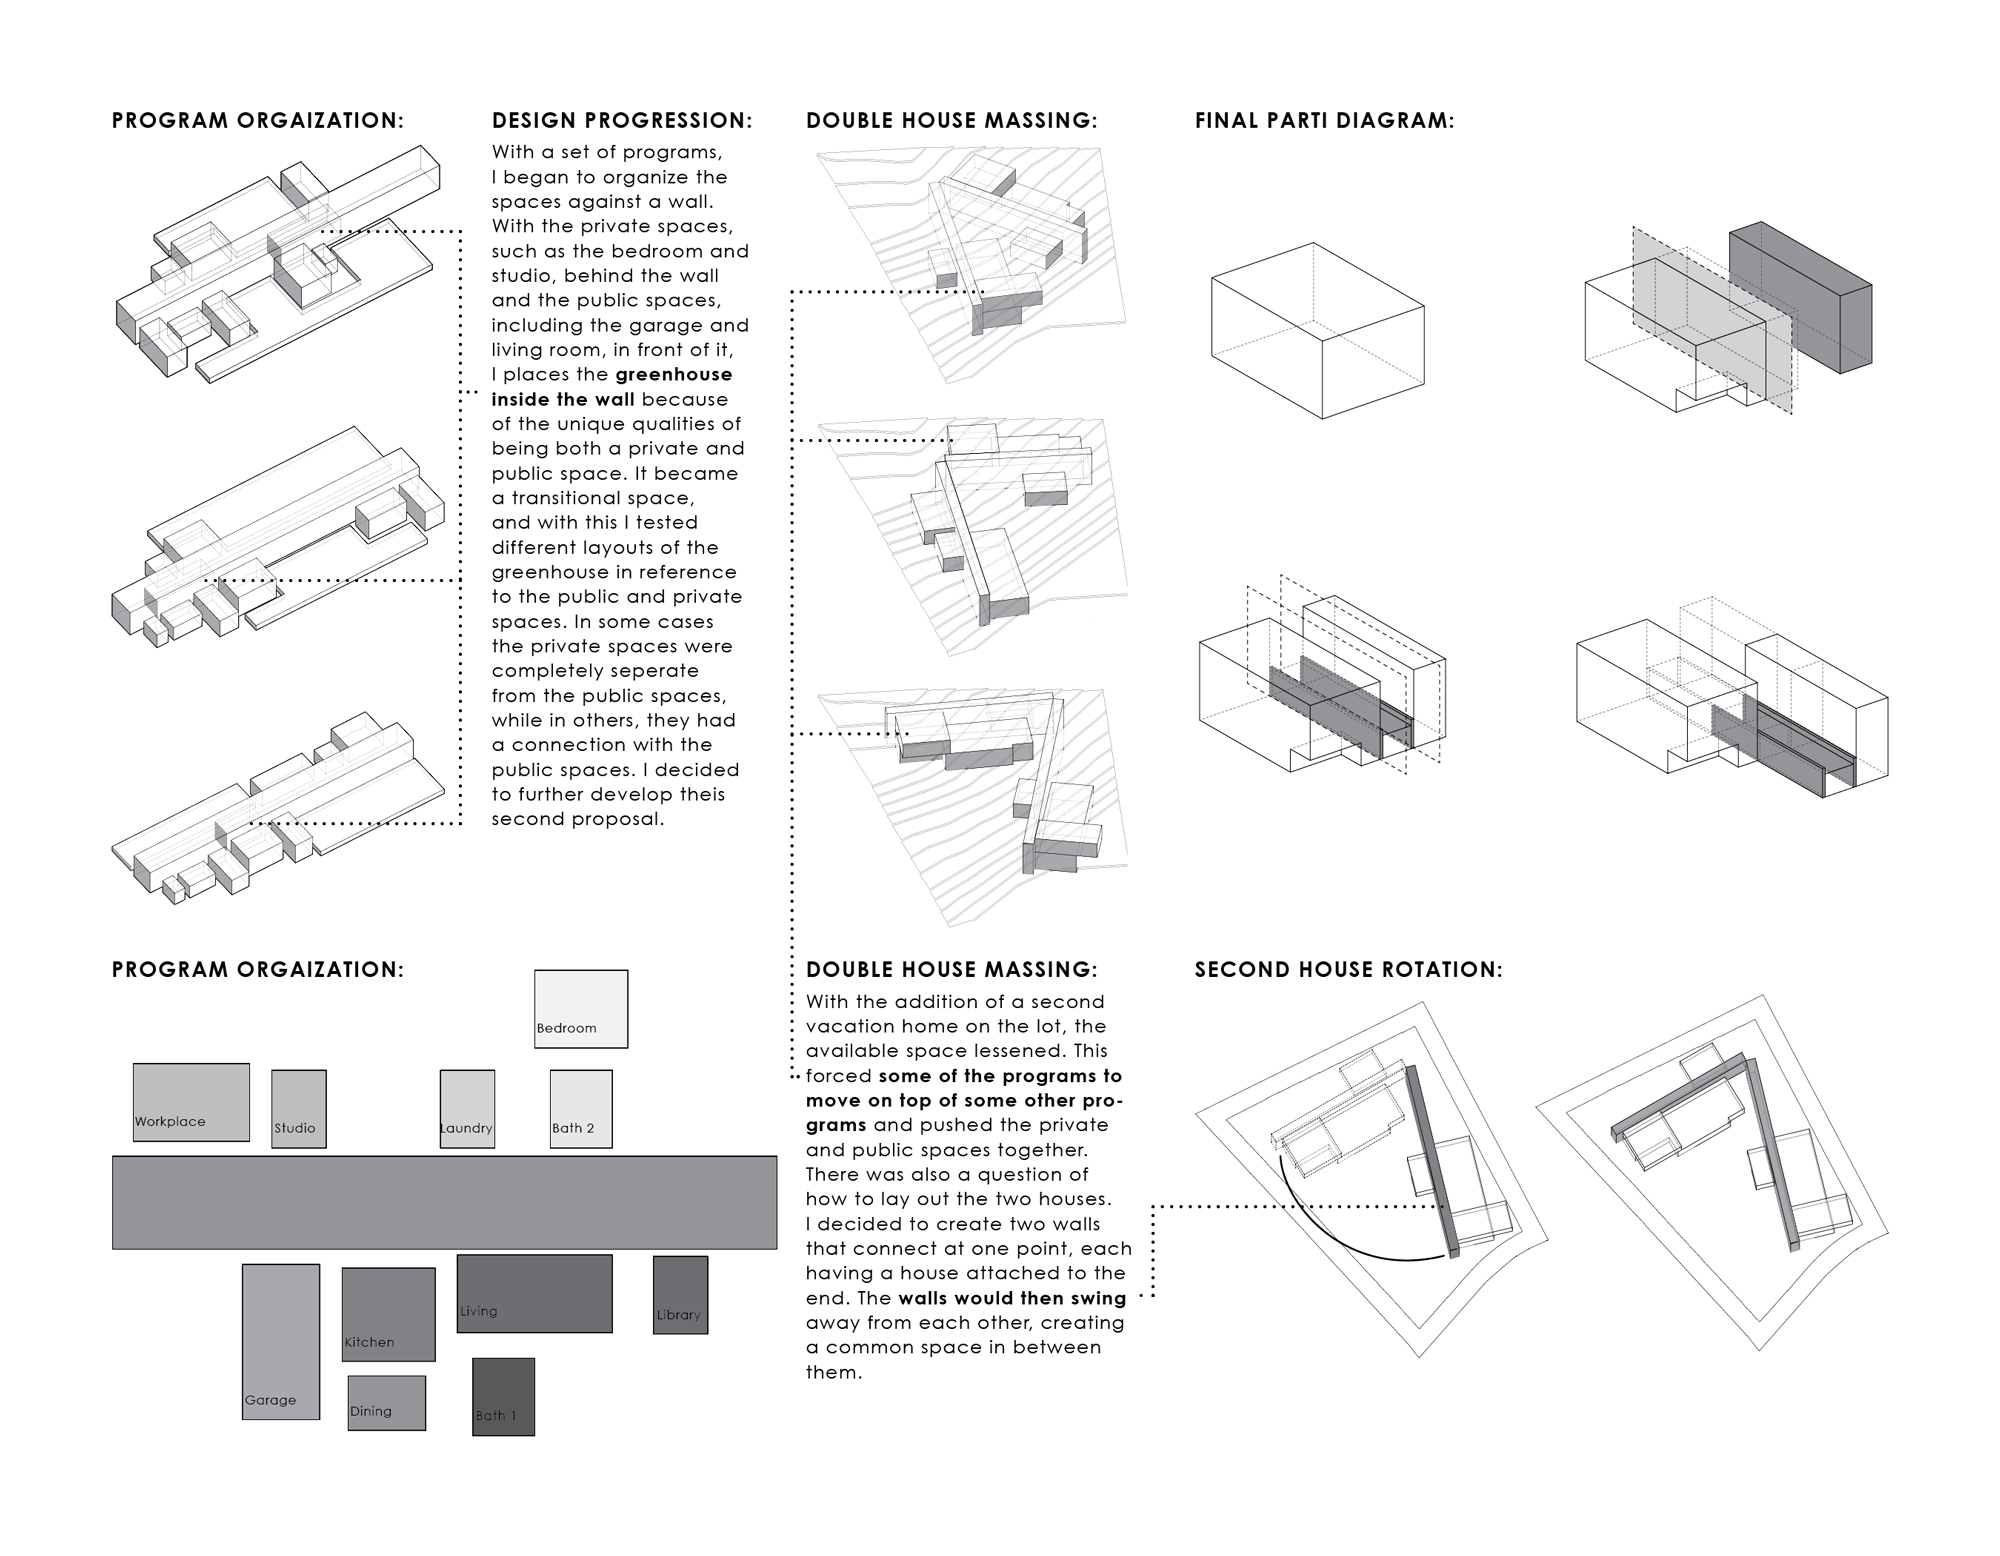 PROGRAM ORGAIZATION:
DESIGN PROGRESSION:
With a set of programs,
I began to organize the
spaces against a wall.
With the private spaces,
such as the bedroom and
studio, behind the wall
and the public spaces,
including the garage and
living room, in front of it,
I places the greenhouse
inside the wall because
of the unique qualities of
being both a private and
public space. It became
a transitional space,
and with this I tested
different layouts of the
greenhouse in reference
to the public and private
spaces. In some cases
the private spaces were
completely seperate
from the public spaces,
while in others, they had
a connection with the
public spaces. I decided
to further develop theis
second proposal.
DOUBLE HOUSE MASSING:
FINAL PARTI DIAGRAM:
PROGRAM ORGAIZATION:
Bedroom
Workplace
Studio
Laundry
Bath 2
Garage
Kitchen
Dining
Living
Bath 1
Library
DOUBLE HOUSE MASSING:
With the addition of a second
vacation home on the lot, the
available space lessened. This
forced some of the programs to
move on top of some other pro-
grams and pushed the private
and public spaces together.
There was also a question of
how to lay out the two houses.
I decided to create two walls
that connect at one point, each
having a house attached to the
end. The walls would then swing
away from each other, creating
a common space in between
them.
SECOND HOUSE ROTATION: